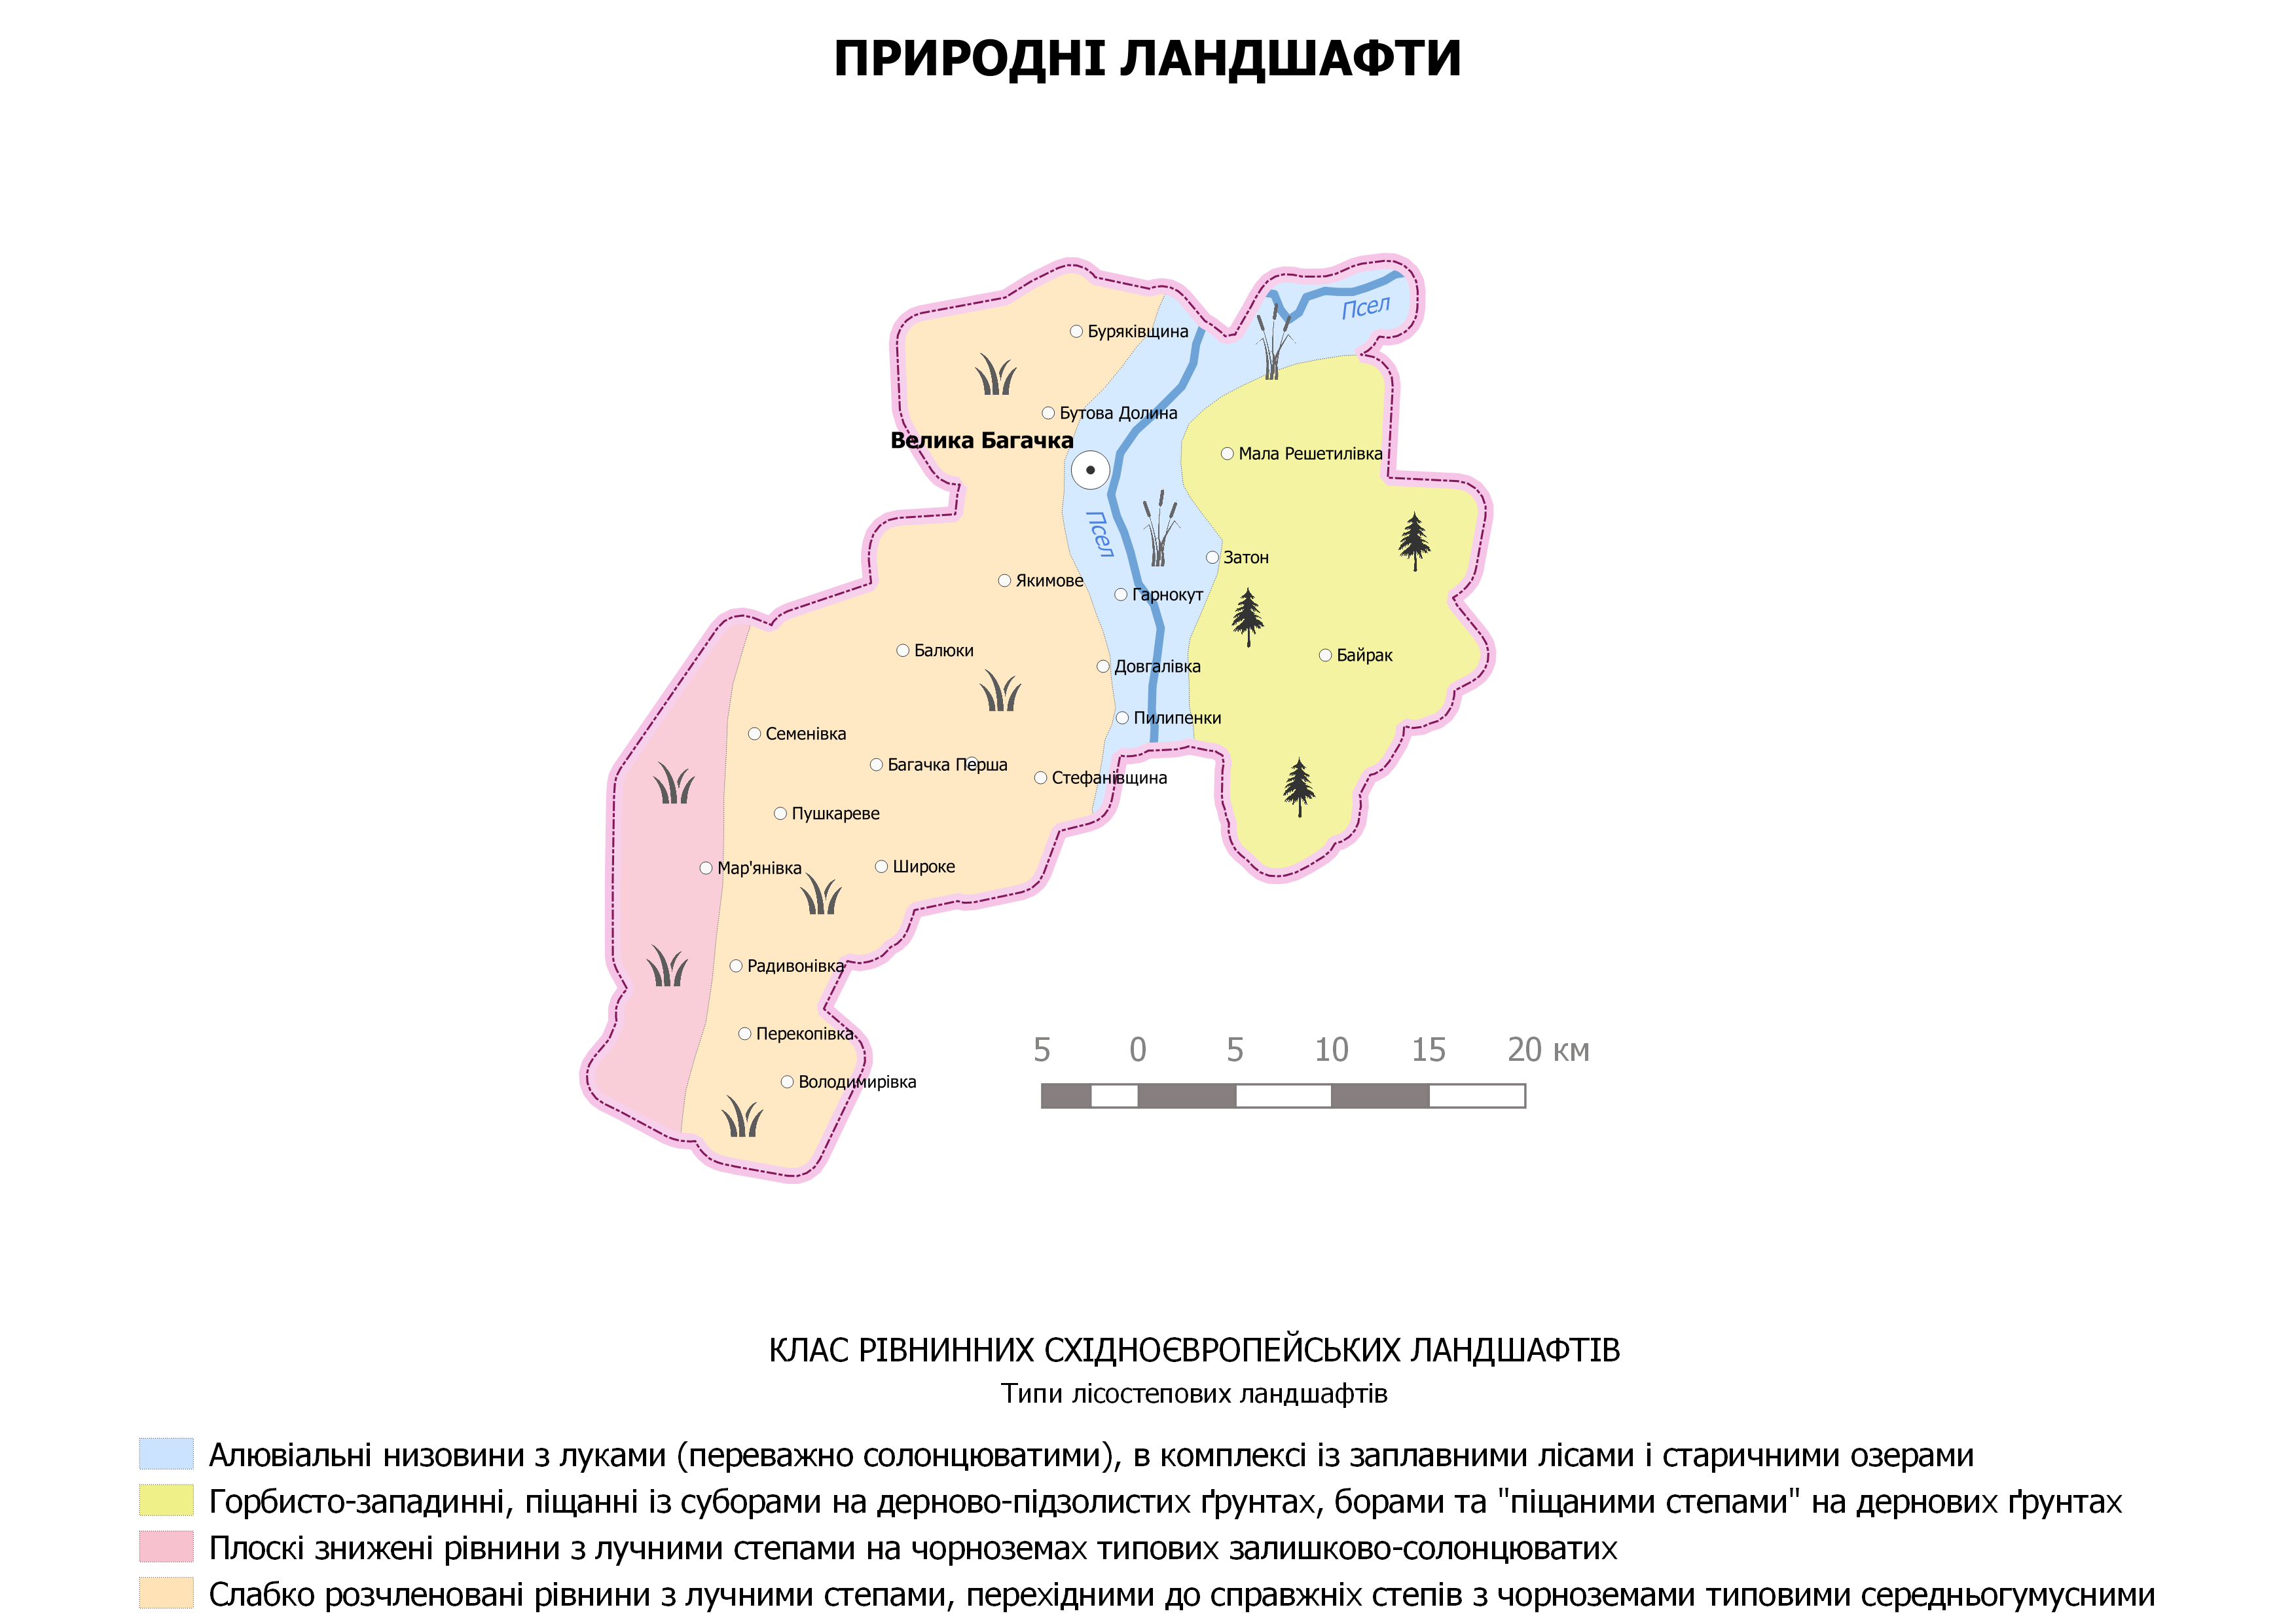 ПРИРОДНІ ЛАНДШАФТИ
Псел
Буряківщина
Бутова Долина
Велика Багачка
Мала Решетилівка
Псел
Затон
Якимове
Гарнокут
Балюки
Байрак
Довгалівка
Пилипенки
Семенівка
Багачка Перша
Стефанівщина
Пушкареве
Мар'янівка
Широке
Радивонівка
Перекопівка
Володимирівка
5 0 5 10 15 20 км
КЛАС РІВНИННИХ СХІДНОЄВРОПЕЙСЬКИХ ЛАНДШАФТІВ
Типи лісостепових ландшафтів
Алювіальні низовини з луками (переважно солонцюватими), в комплексі із заплавними лісами і старичними озерами
Горбисто-западинні, піщанні із суборами на дерново-підзолистих ґрунтах, борами та "піщаними степами" на дернових ґрунтах
Плоскі знижені рівнини з лучними степами на чорноземах типових залишково-солонцюватих
Слабко розчленовані рівнини з лучними степами, перехідними до справжніх степів з чорноземами типовими середньогумусними